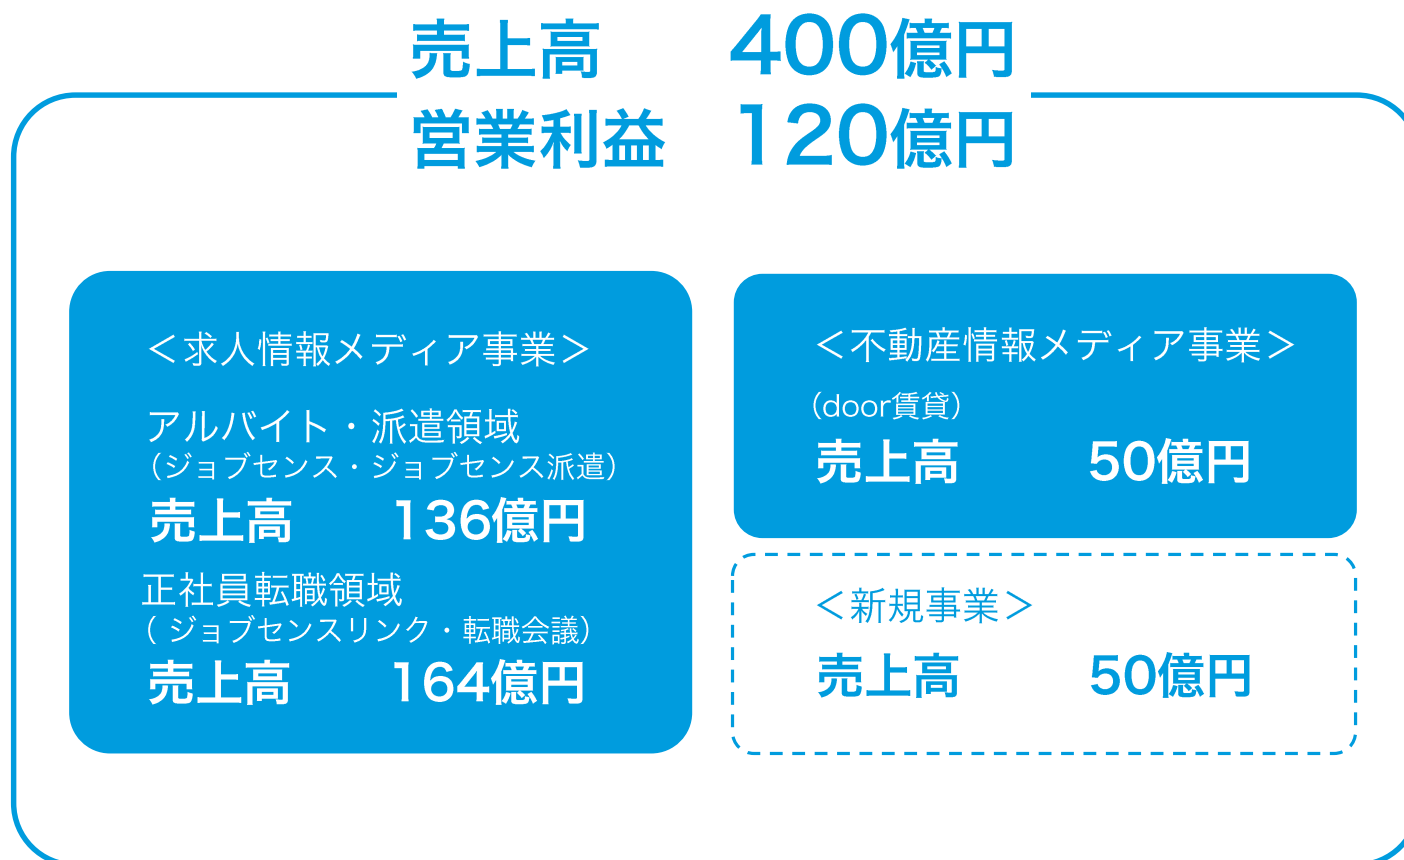 売上高 400億円
営業利益 120億円
＜求人情報メディア事業＞
アルバイト・派遣領域
（ジョブセンス・ジョブセンス派遣）
売上高 136億円
正社員転職領域
（ ジョブセンスリンク・転職会議）
売上高 164億円
＜不動産情報メディア事業＞
（door賃貸）
売上高 50億円
＜新規事業＞
売上高 50億円